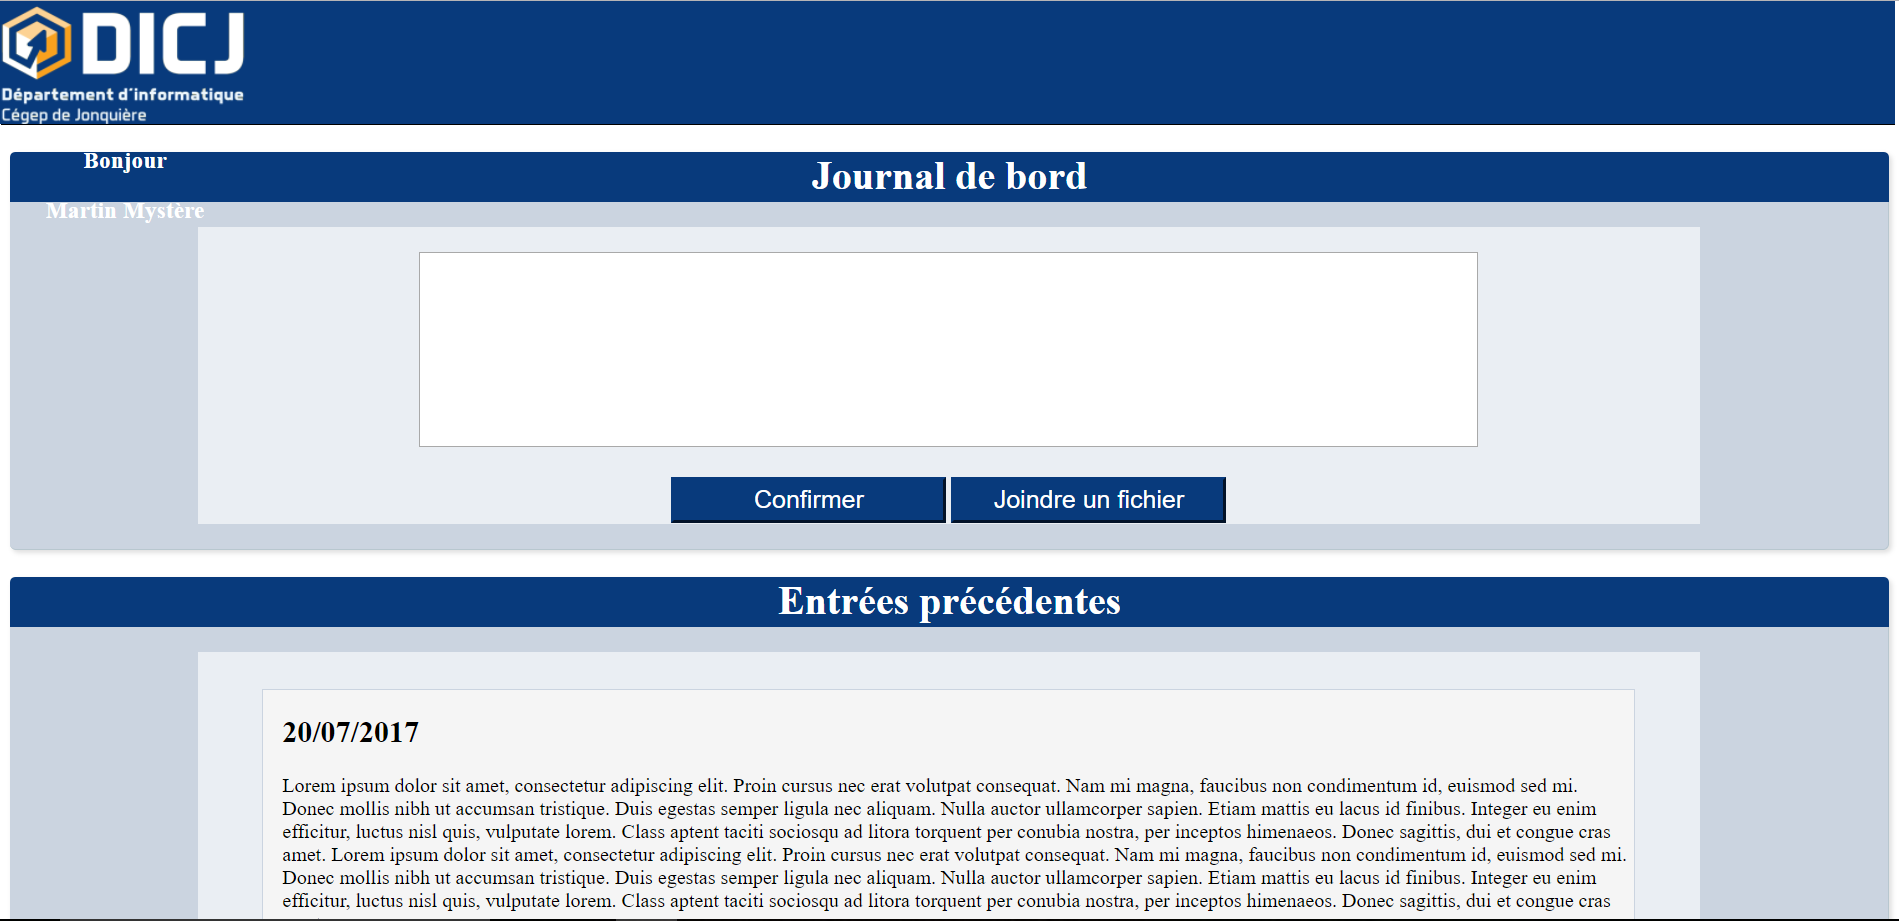 DICJ
Département d'informatique
Cégep de Jonquière
Bonjour
Martin Mystère
Journal de bord
Confirmer
Joindre un fichier
Entrées précédentes
20/07/2017
Lorem ipsum dolor sit amet, consectetur adipiscing elit. Proin cursus nec erat volutpat consequat. Nam mi magna, faucibus non condimentum id, euismod sed mi.
Donec mollis nibh ut accumsan tristique. Duis egestas semper ligula nec aliquam. Nulla auctor ullamcorper sapien. Etiam mattis eu lacus id finibus. Integer eu enim
efficitur, luctus nisl quis, vulputate lorem. Class aptent taciti sociosqu ad litora torquent per conubia nostra, per inceptos himenaeos. Donec sagittis, dui et congue cras
amet. Lorem ipsum dolor sit amet, consectetur adipiscing elit. Proin cursus nec erat volutpat consequat. Nam mi magna, faucibus non condimentum id, euismod sed mi.
Donec mollis nibh ut accumsan tristique. Duis egestas semper ligula nec aliquam. Nulla auctor ullamcorper sapien. Etiam mattis eu lacus id finibus. Integer eu enim
efficitur, luctus nisl quis, vulputate lorem. Class aptent taciti sociosqu ad litora torquent per conubia nostra, per inceptos himenaeos. Donec sagittis, dui et congue cras